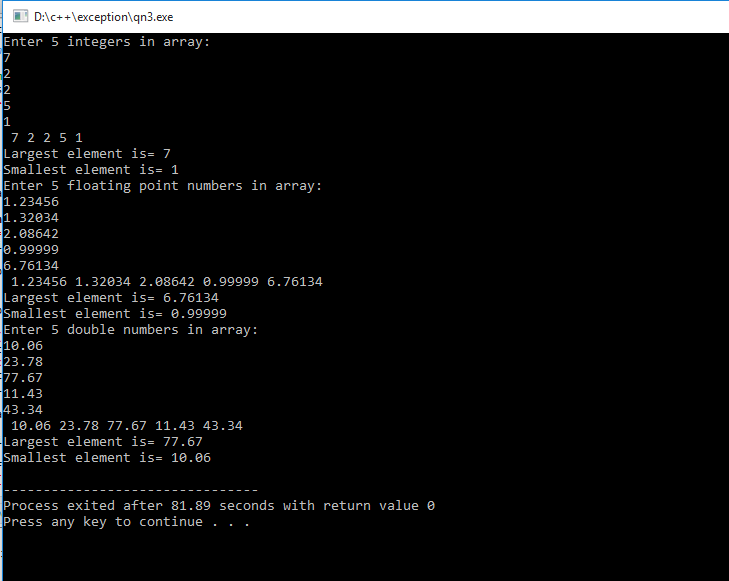 D:\c++\exception\qn3.exe
Enter 5 integers in array:
7
2
2
5
1
 7 2 2 5 1
Largest element is= 7
Smallest element is= 1
Enter 5 floating point numbers in array:
1.23456
1.32034
2.08642
0.99999
6.76134
 1.23456 1.32034 2.08642 0.99999 6.76134
Largest element is= 6.76134
Smallest element is= 0.99999
Enter 5 double numbers in array:
10.06
23.78
77.67
11.43
43.34
 10.06 23.78 77.67 11.43 43.34
Largest element is= 77.67
Smallest element is= 10.06
--------------------------------
Process exited after 81.89 seconds with return value 0
Press any key to continue . . .